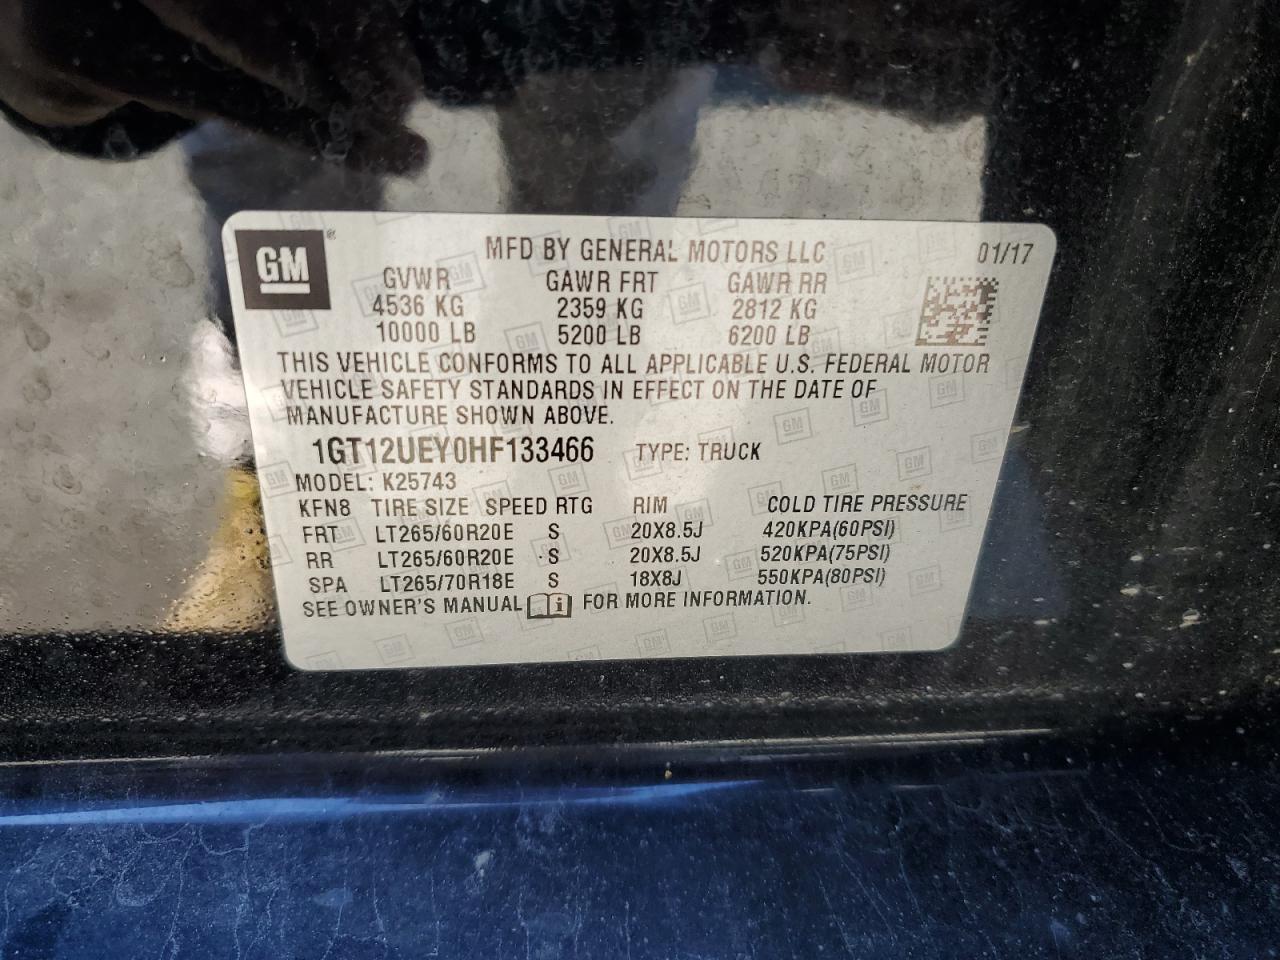 GM ® MFD BY GENERAL MOTORS LLC 01/17
GVWR GAWR FRT GAWR RR
4536 KG 2359 KG 2812 KG
10000 LB 5200 LB 6200 LB
THIS VEHICLE CONFORMS TO ALL APPLICABLE U.S. FEDERAL MOTOR
VEHICLE SAFETY STANDARDS IN EFFECT ON THE DATE OF
MANUFACTURE SHOWN ABOVE.
1GT12UEY0HF133466 TYPE: TRUCK
MODEL: K25743
KFN8 TIRE SIZE SPEED RTG RIM COLD TIRE PRESSURE
FRT LT265/60R20E S 20X8.5J 420KPA(60PSI)
RR LT265/60R20E S 20X8.5J 520KPA(75PSI)
SPA LT265/70R18E S 18X8J 550KPA(80PSI)
SEE OWNER'S MANUAL i FOR MORE INFORMATION.